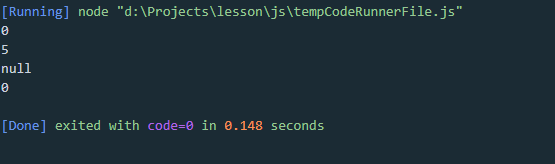 [Running] node "d:\Projects\lesson\js\tempCodeRunnerFile.js"
0
5
null
0
[Done] exited with code=0 in 0.148 seconds